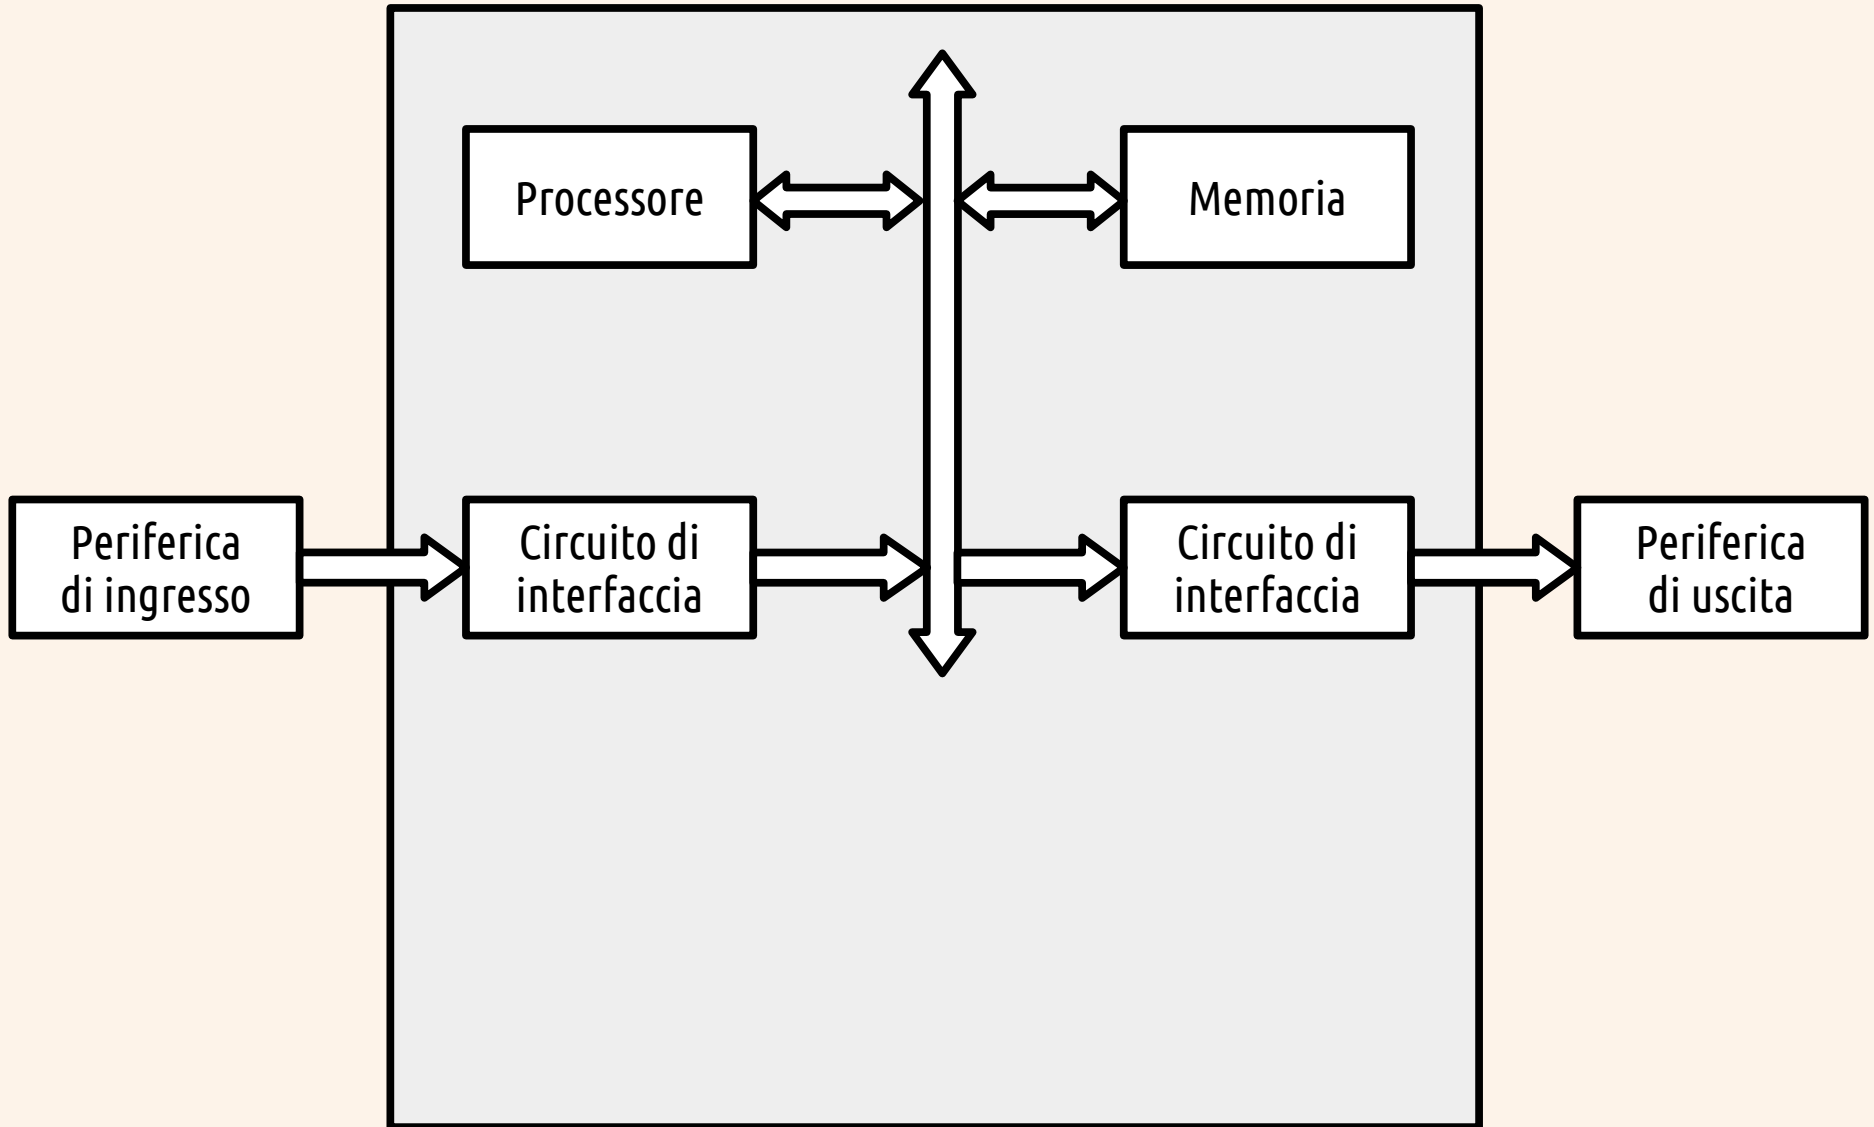 Processore
Memoria
Periferica
di ingresso
Circuito di
interfaccia
Circuito di
interfaccia
Periferica
di uscita